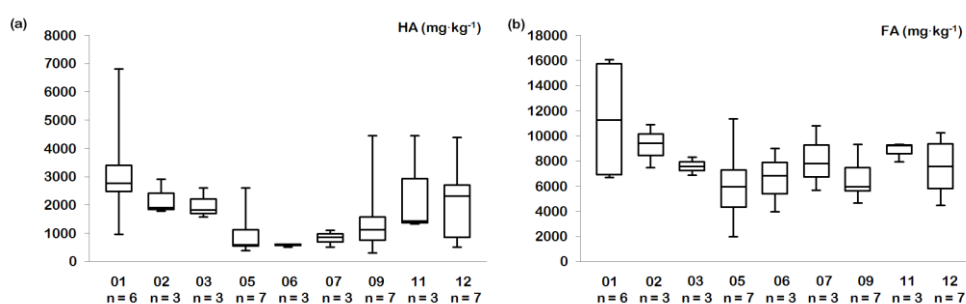 (a)
HA (mg·kg⁻¹)
8000
7000
6000
5000
4000
3000
2000
1000
0
01 02 03 05 06 07 09 11 12
n = 6 n = 3 n = 3 n = 7 n = 3 n = 3 n = 7 n = 3 n = 7
(b)
FA (mg·kg⁻¹)
18000
16000
14000
12000
10000
8000
6000
4000
2000
0
01 02 03 05 06 07 09 11 12
n = 6 n = 3 n = 3 n = 7 n = 3 n = 3 n = 7 n = 3 n = 7